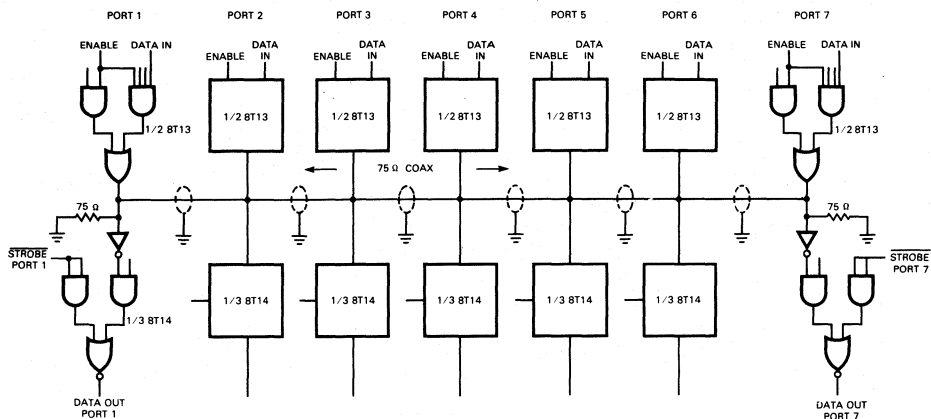 PORT 1
PORT 2
PORT 3
PORT 4
PORT 5
PORT 6
PORT 7
ENABLE DATA IN
ENABLE DATA IN
ENABLE DATA IN
ENABLE DATA IN
ENABLE DATA IN
ENABLE DATA IN
ENABLE DATA IN
1/2 8T13
1/2 8T13
1/2 8T13
1/2 8T13
1/2 8T13
1/2 8T13
1/2 8T13
75 Ω COAX
75 Ω
75 Ω
STROBE
PORT 1
1/3 8T14
1/3 8T14
1/3 8T14
1/3 8T14
1/3 8T14
STROBE
PORT 7
1/3 8T14
DATA OUT
PORT 1
DATA OUT
PORT 7